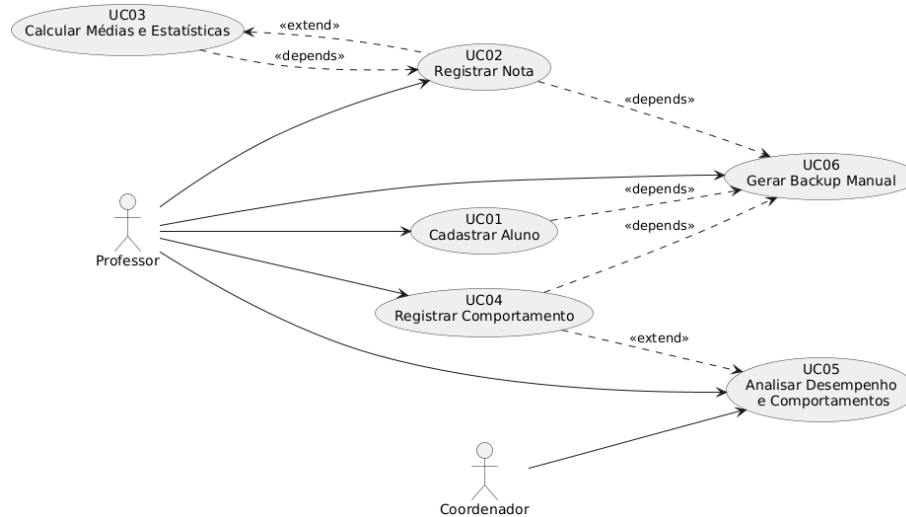 UC03
Calcular Médias e Estatísticas
«extend»
«depends»
UC02
Registrar Nota
«depends»
UC06
Gerar Backup Manual
«depends»
UC01
Cadastrar Aluno
«depends»
Professor
UC04
Registrar Comportamento
«extend»
UC05
Analisar Desempenho
e Comportamentos
Coordenador